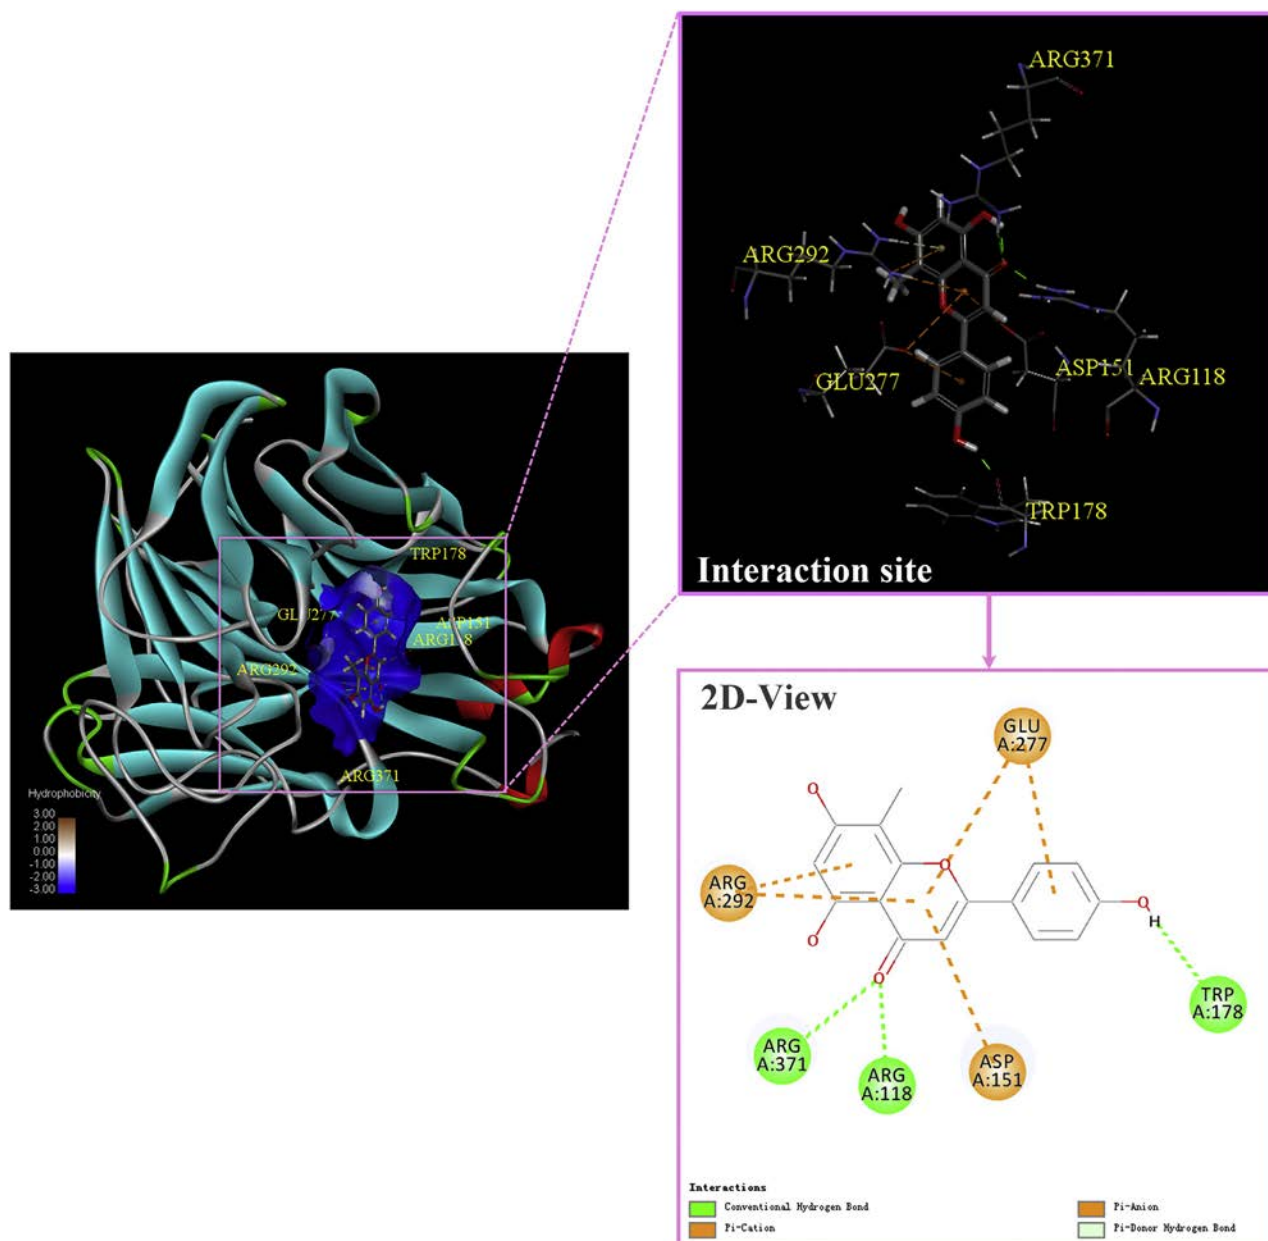 ARG371
ARG292
GLU277
ASP151
ARG118
TRP178
Interaction site
TRP178
GLU277
ASP151
ARG118
ARG292
ARG371
Hydrophobicity
3.00
2.00
1.00
0.00
-1.00
-2.00
-3.00
2D-View
GLU
A:277
O
O
ARG
A:292
O
H
O
O
TRP
A:178
ARG
A:371
ARG
A:118
ASP
A:151
Interactions
Conventional Hydrogen Bond
Pi-Cation
Pi-Anion
Pi-Donor Hydrogen Bond